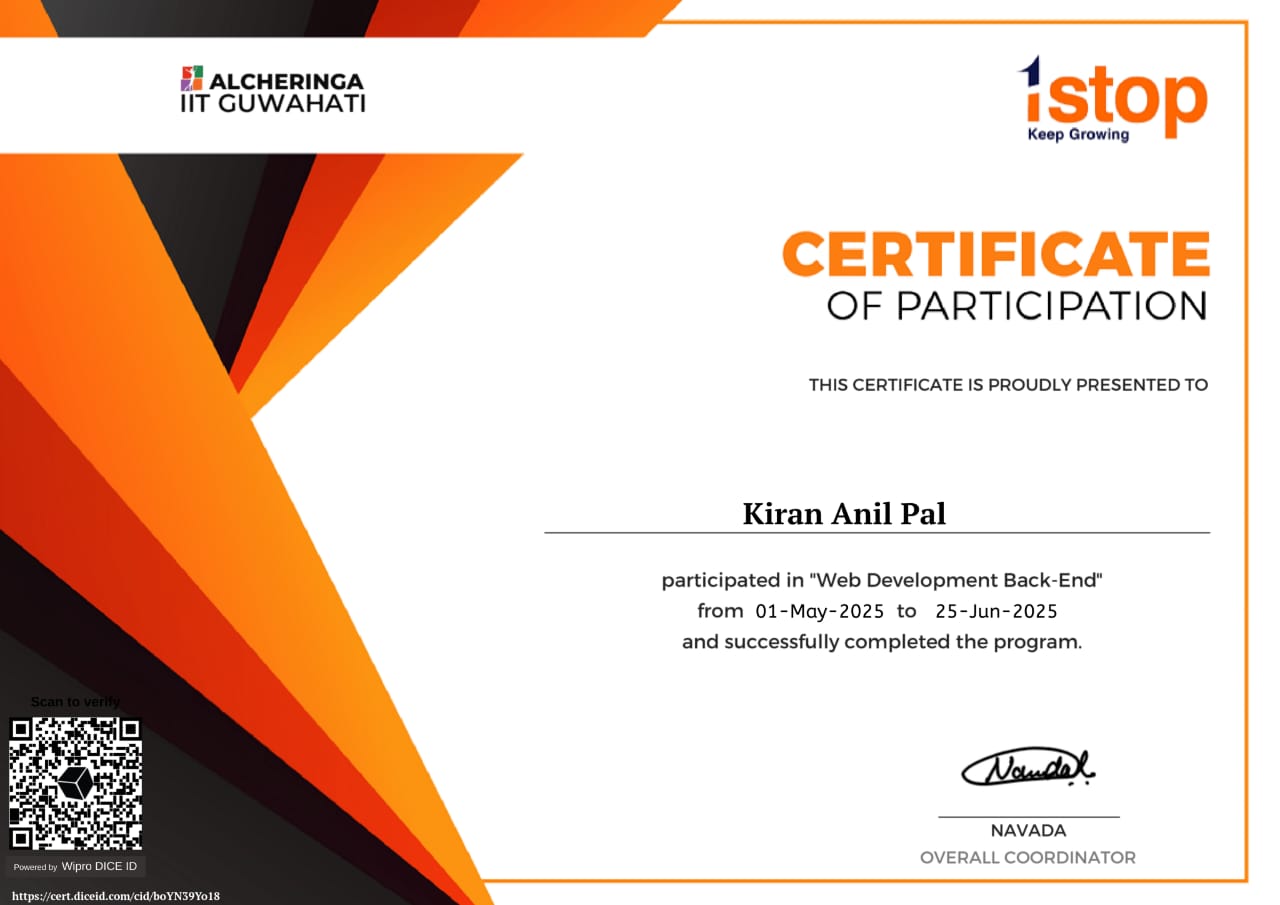 ALCHERINGA
IIT GUWAHATI
1stop
Keep Growing
CERTIFICATE
OF PARTICIPATION
THIS CERTIFICATE IS PROUDLY PRESENTED TO
Kiran Anil Pal
participated in "Web Development Back-End"
from 01-May-2025 to 25-Jun-2025
and successfully completed the program.
Nandal
NAVADA
OVERALL COORDINATOR
Scan to verify
Powered by Wipro DICE ID
https://cert.diceid.com/cid/boYN39Yo18